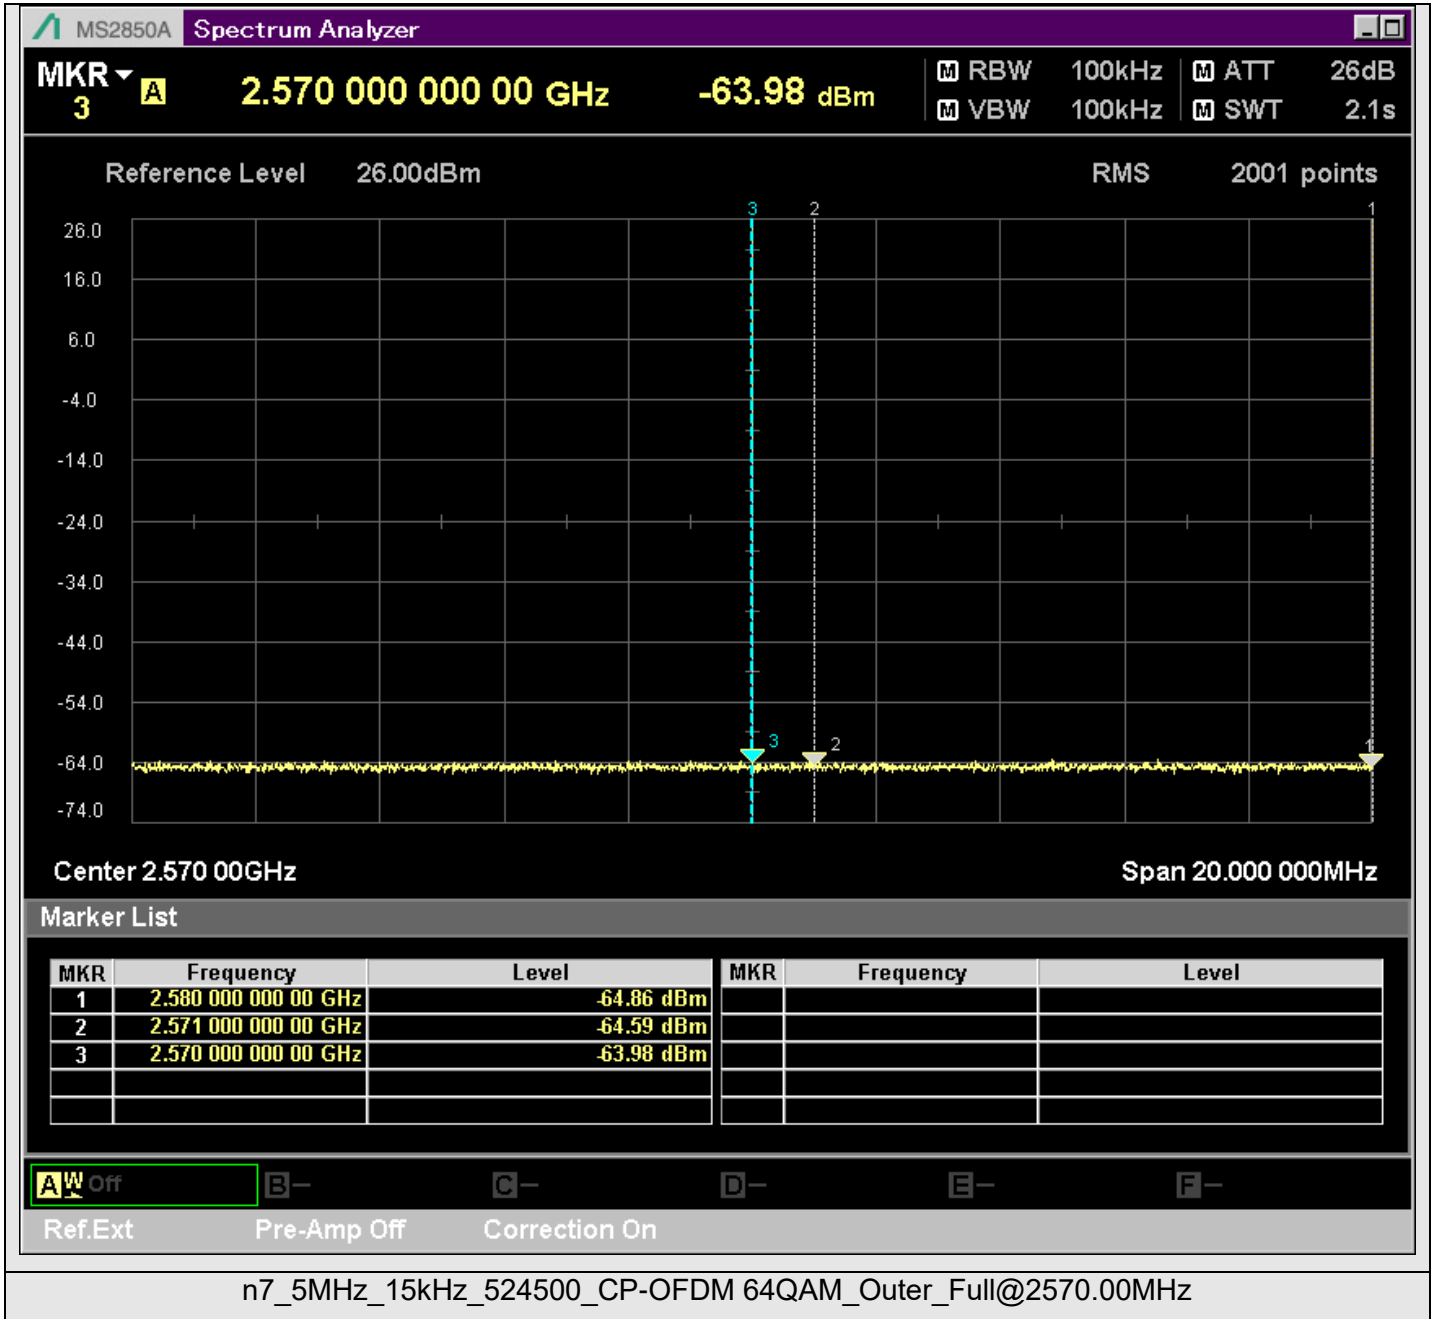 MS2850A Spectrum Analyzer
MKR A 2.570 000 000 00 GHz -63.98 dBm M RBW 100kHz M ATT 26dB
3 M VBW 100kHz M SWT 2.1s
Reference Level 26.00dBm RMS 2001 points
3 2 1
26.0
16.0
6.0
-4.0
-14.0
-24.0
-34.0
-44.0
-54.0
3 2 1
-64.0
-74.0
Center 2.570 00GHz Span 20.000 000MHz
Marker List
MKR Frequency Level MKR Frequency Level
1 2.580 000 000 00 GHz -64.86 dBm
2 2.571 000 000 00 GHz -64.59 dBm
3 2.570 000 000 00 GHz -63.98 dBm
A W Off B – C – D – E – F –
Ref.Ext Pre-Amp Off Correction On
n7_5MHz_15kHz_524500_CP-OFDM 64QAM_Outer_Full@2570.00MHz